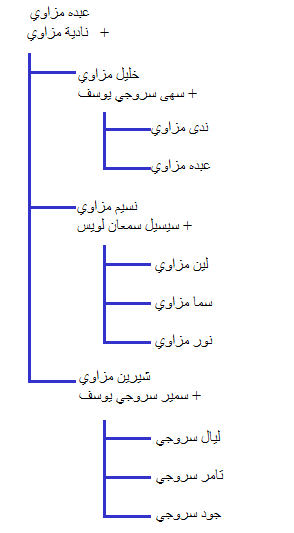 عبده مزاوي
+ نادية مزاوي
خليل مزاوي
+ سهى سروجي يوسف
ندى مزاوي
عبده مزاوي
نسيم مزاوي
+ سيسيل سمعان لويس
لين مزاوي
سما مزاوي
نور مزاوي
شيرين مزاوي
+ سمير سروجي يوسف
ليال سروجي
تامر سروجي
جود سروجي